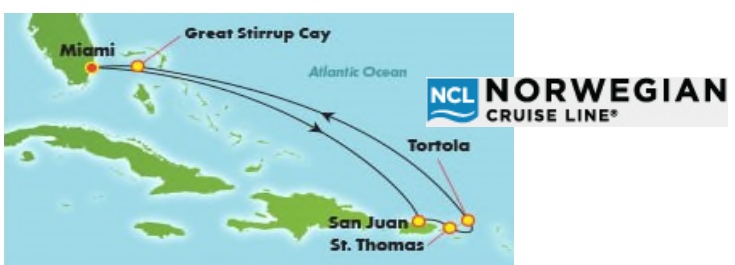 Great Stirrup Cay
Miami
Atlantic Ocean
NCL NORWEGIAN
CRUISE LINE®
Tortola
San Juan
St. Thomas